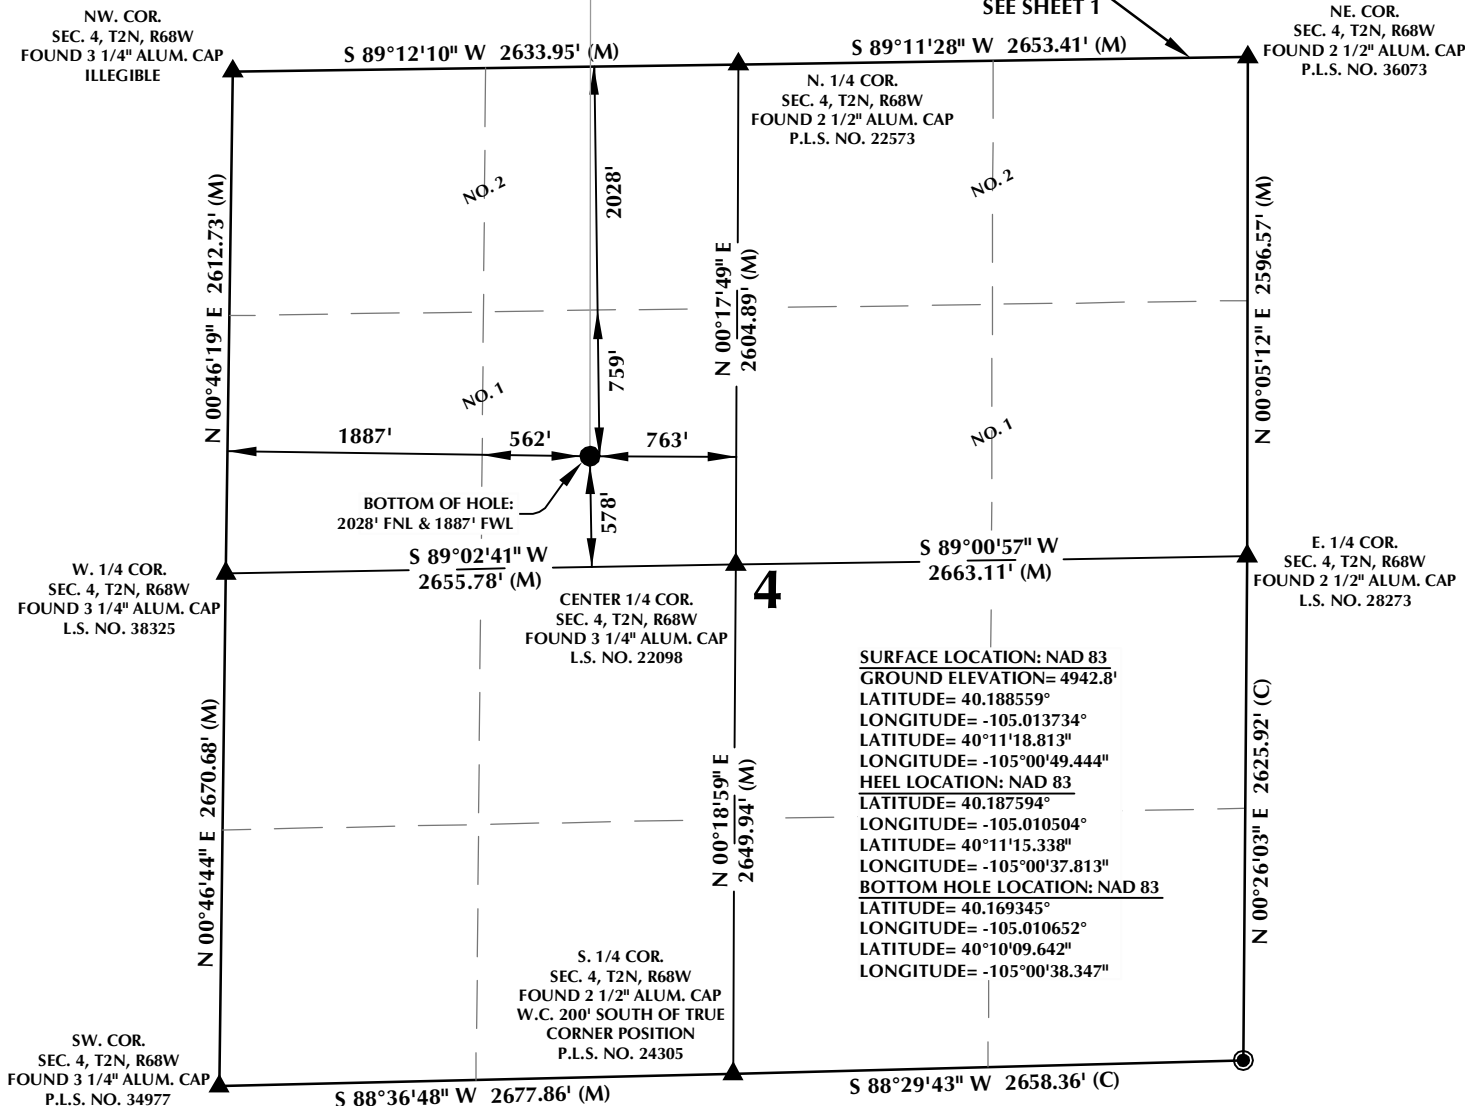 SEE SHEET 1
NW. COR.
SEC. 4, T2N, R68W
FOUND 3 1/4" ALUM. CAP
ILLEGIBLE
S 89°12'10" W 2633.95' (M)
S 89°11'28" W 2653.41' (M)
NE. COR.
SEC. 4, T2N, R68W
FOUND 2 1/2" ALUM. CAP
P.L.S. NO. 36073
N. 1/4 COR.
SEC. 4, T2N, R68W
FOUND 2 1/2" ALUM. CAP
P.L.S. NO. 22573
N 00°46'19" E 2612.73' (M)
NO. 2
2028'
NO. 2
N 00°17'49" E
2604.89' (M)
N 00°05'12" E 2596.57' (M)
759'
NO. 1
NO. 1
1887'
562'
763'
BOTTOM OF HOLE:
2028' FNL & 1887' FWL
578'
S 89°02'41" W
2655.78' (M)
S 89°00'57" W
2663.11' (M)
W. 1/4 COR.
SEC. 4, T2N, R68W
FOUND 3 1/4" ALUM. CAP
L.S. NO. 38325
CENTER 1/4 COR.
SEC. 4, T2N, R68W
FOUND 3 1/4" ALUM. CAP
L.S. NO. 22098
4
E. 1/4 COR.
SEC. 4, T2N, R68W
FOUND 2 1/2" ALUM. CAP
L.S. NO. 28273
SURFACE LOCATION: NAD 83
GROUND ELEVATION= 4942.8'
LATITUDE= 40.188559°
LONGITUDE= -105.013734°
LATITUDE= 40°11'18.813"
LONGITUDE= -105°00'49.444"
HEEL LOCATION: NAD 83
LATITUDE= 40.187594°
LONGITUDE= -105.010504°
LATITUDE= 40°11'15.338"
LONGITUDE= -105°00'37.813"
BOTTOM HOLE LOCATION: NAD 83
LATITUDE= 40.169345°
LONGITUDE= -105.010652°
LATITUDE= 40°10'09.642"
LONGITUDE= -105°00'38.347"
N 00°46'44" E 2670.68' (M)
N 00°18'59" E
2649.94' (M)
N 00°26'03" E 2625.92' (C)
S. 1/4 COR.
SEC. 4, T2N, R68W
FOUND 2 1/2" ALUM. CAP
W.C. 200' SOUTH OF TRUE
CORNER POSITION
P.L.S. NO. 24305
SW. COR.
SEC. 4, T2N, R68W
FOUND 3 1/4" ALUM. CAP
P.L.S. NO. 34977
S 88°36'48" W 2677.86' (M)
S 88°29'43" W 2658.36' (C)